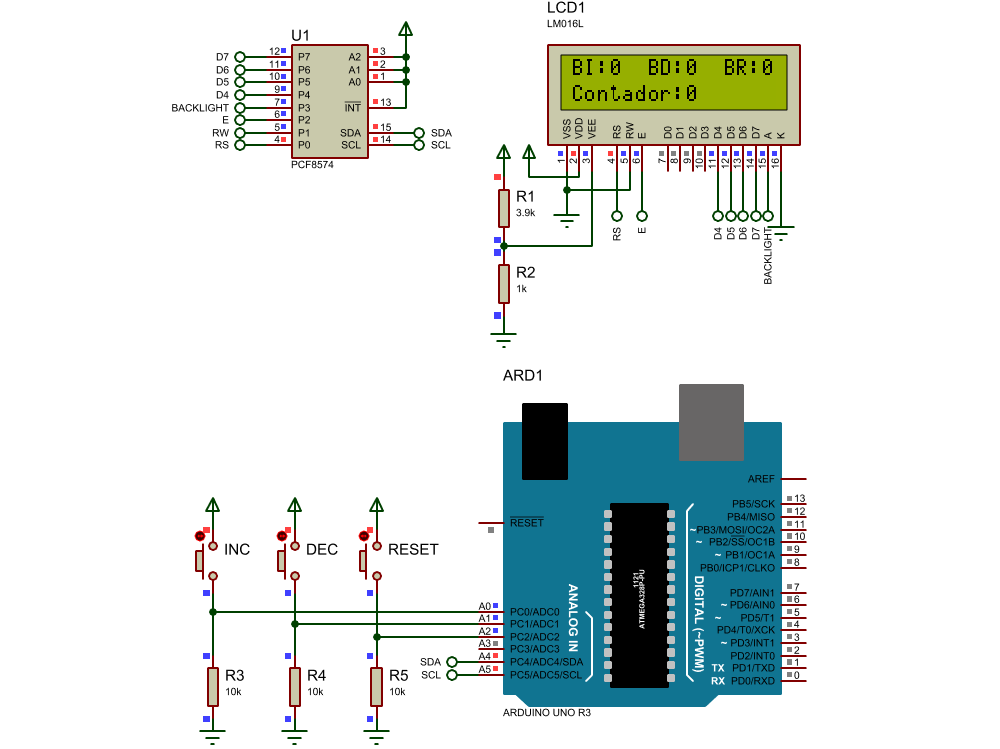 LCD1
LM016L
BI:0 BD:0 BR:0
Contador:0
VSS VDD VEE RS RW E D0 D1 D2 D3 D4 D5 D6 D7 A K
1 2 3 4 5 6 7 8 9 10 11 12 13 14 15 16
RS E D4 D5 D6 D7 BACKLIGHT
U1
D7 12 P7 A2 3
D6 11 P6 A1 2
D5 10 P5 A0 1
D4 9 P4
BACKLIGHT 7 P3 INT 13
E 6 P2
RW 5 P1 SDA 15 SDA
RS 4 P0 SCL 14 SCL
PCF8574
R1
3.9k
R2
1k
ARD1
AREF
RESET
PB5/SCK 13
PB4/MISO 12
~PB3/MOSI/OC2A 11
~ PB2/SS/OC1B 10
~ PB1/OC1A 9
PB0/ICP1/CLKO 8
PD7/AIN1 7
~ PD6/AIN0 6
~ PD5/T1 5
PD4/T0/XCK 4
~ PD3/INT1 3
PD2/INT0 2
TX PD1/TXD 1
RX PD0/RXD 0
DIGITAL (~PWM)
ANALOG IN
1121
ATMEGA328P-PU
A0 PC0/ADC0
A1 PC1/ADC1
A2 PC2/ADC2
A3 PC3/ADC3
SDA A4 PC4/ADC4/SDA
SCL A5 PC5/ADC5/SCL
ARDUINO UNO R3
INC DEC RESET
R3 R4 R5
10k 10k 10k